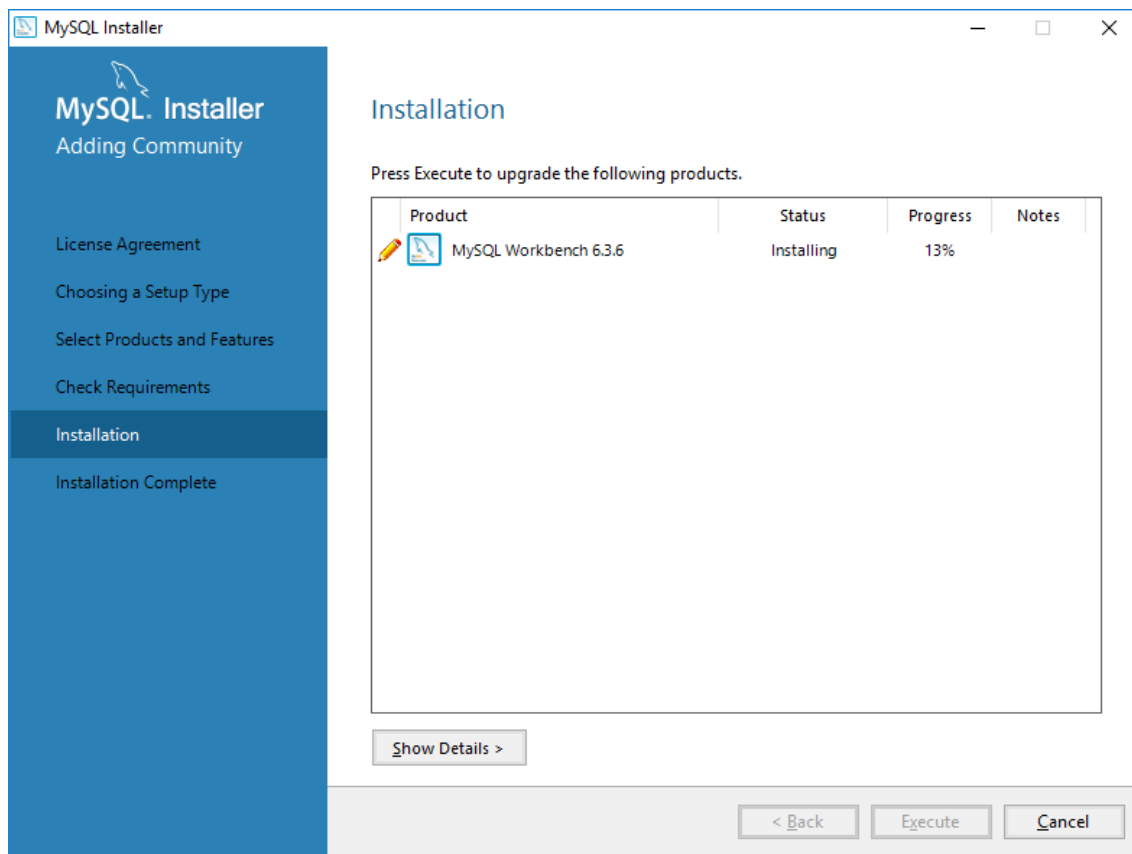 MySQL Installer
MySQL. Installer
Adding Community
License Agreement
Choosing a Setup Type
Select Products and Features
Check Requirements
Installation
Installation Complete
Installation
Press Execute to upgrade the following products.
Product Status Progress Notes
MySQL Workbench 6.3.6 Installing 13%
Show Details >
< Back Execute Cancel